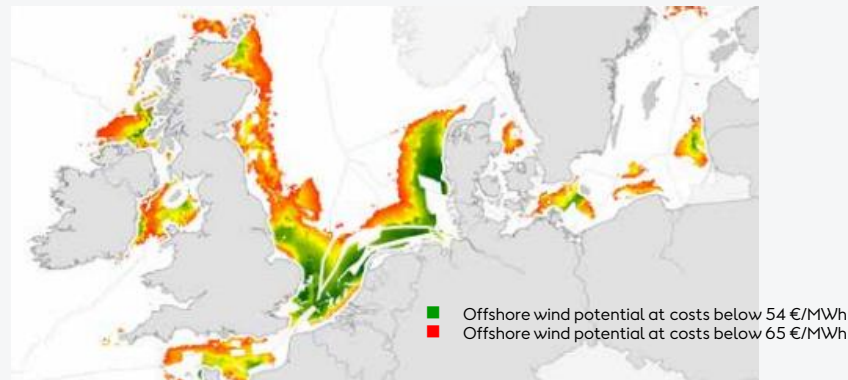 Offshore wind potential at costs below 54 €/MWh
Offshore wind potential at costs below 65 €/MWh